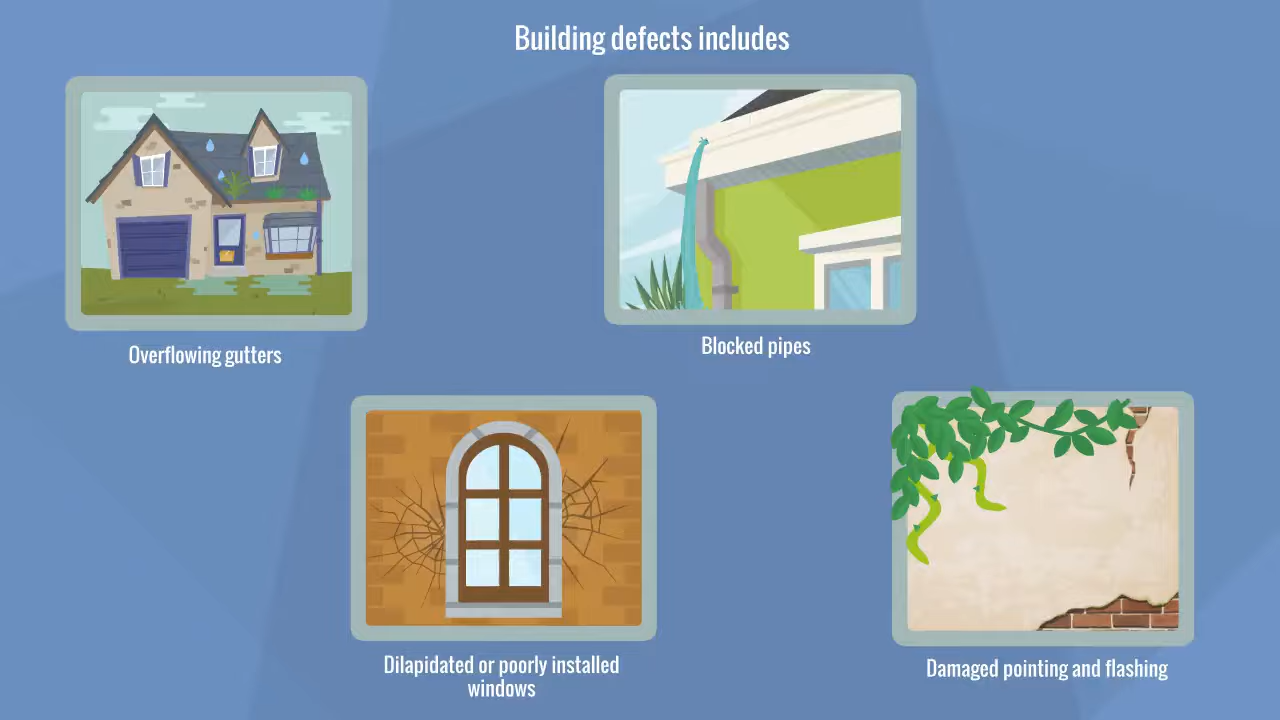 Building defects includes
Overflowing gutters
Blocked pipes
Dilapidated or poorly installed
windows
Damaged pointing and flashing